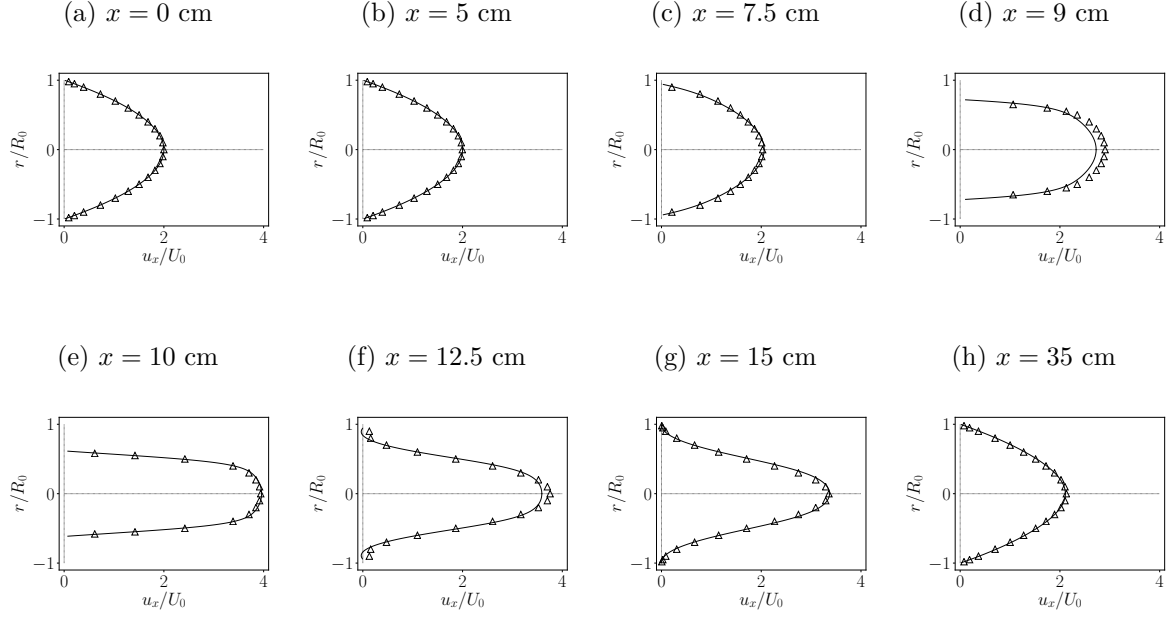 (a) x = 0 cm
(b) x = 5 cm
(c) x = 7.5 cm
(d) x = 9 cm
1
0
−1
r/R₀
0
2
4
uₓ/U₀
1
0
−1
r/R₀
0
2
4
uₓ/U₀
1
0
−1
r/R₀
0
2
4
uₓ/U₀
1
0
−1
r/R₀
0
2
4
uₓ/U₀
(e) x = 10 cm
(f) x = 12.5 cm
(g) x = 15 cm
(h) x = 35 cm
1
0
−1
r/R₀
0
2
4
uₓ/U₀
1
0
−1
r/R₀
0
2
4
uₓ/U₀
1
0
−1
r/R₀
0
2
4
uₓ/U₀
1
0
−1
r/R₀
0
2
4
uₓ/U₀